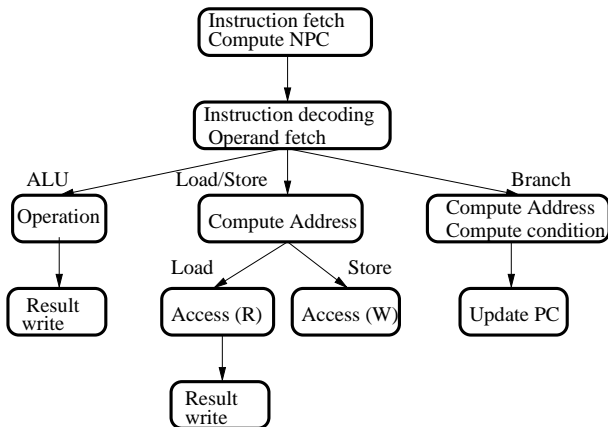 Instruction fetch
Compute NPC
Instruction decoding
Operand fetch
ALU
Load/Store
Branch
Operation
Compute Address
Compute Address
Compute condition
Load
Store
Result
write
Access (R)
Access (W)
Update PC
Result
write